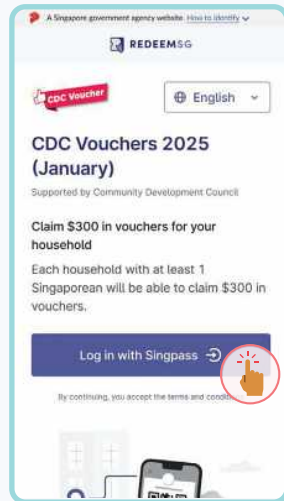 A Singapore government agency website. How to identify
REDEEMSG
CDC Voucher
English
CDC Vouchers 2025
(January)
Supported by Community Development Council
Claim $300 in vouchers for your
household
Each household with at least 1
Singaporean will be able to claim $300 in
vouchers.
Log in with Singpass
By continuing, you accept the terms and